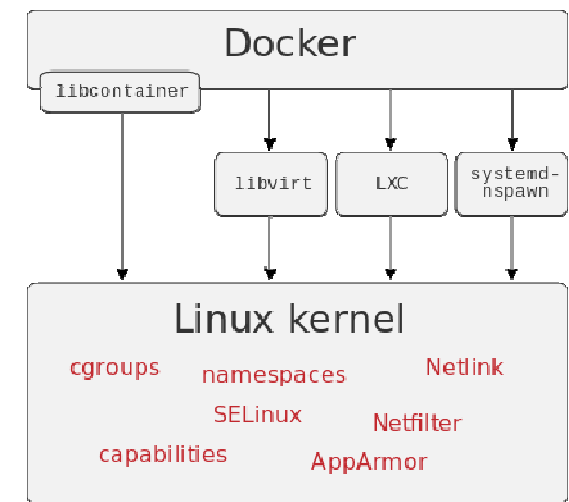 Docker
libcontainer
libvirt
LXC
systemd-
nspawn
Linux kernel
cgroups
namespaces
Netlink
SELinux
Netfilter
capabilities
AppArmor